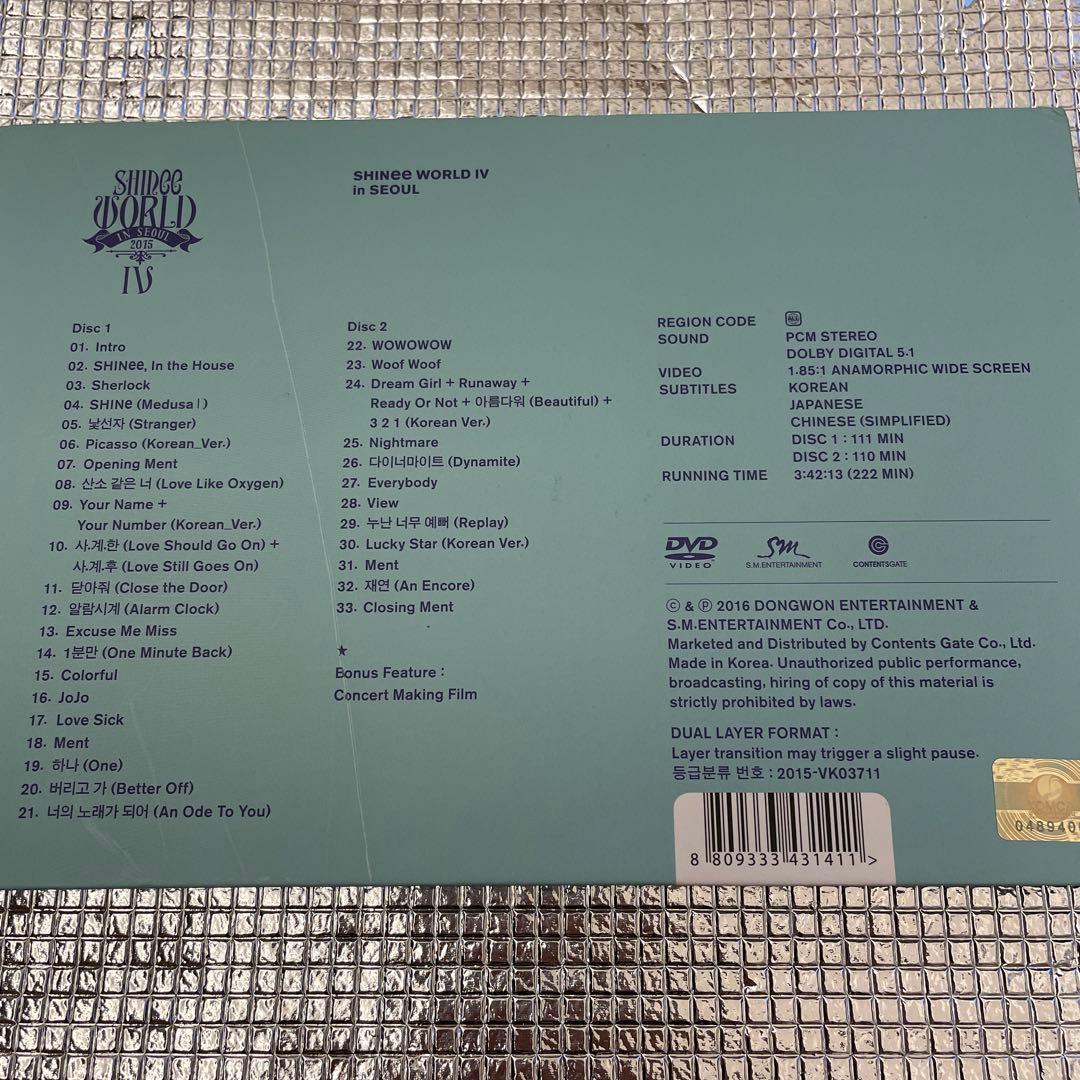 SHINee
WORLD
IN SEOUL
2015
IV
SHINee WORLD IV
in SEOUL
Disc 1
01. Intro
02. SHINee, In the House
03. Sherlock
04. SHINe (Medusa I)
05. 낯선자 (Stranger)
06. Picasso (Korean_Ver.)
07. Opening Ment
08. 산소 같은 너 (Love Like Oxygen)
09. Your Name +
Your Number (Korean_Ver.)
10. 사.계.한 (Love Should Go On) +
사.계.후 (Love Still Goes On)
11. 닫아줘 (Close the Door)
12. 알람시계 (Alarm Clock)
13. Excuse Me Miss
14. 1분만 (One Minute Back)
15. Colorful
16. JoJo
17. Love Sick
18. Ment
19. 하나 (One)
20. 버리고 가 (Better Off)
21. 너의 노래가 되어 (An Ode To You)
Disc 2
22. WOWOWOW
23. Woof Woof
24. Dream Girl + Runaway +
Ready Or Not + 아름다워 (Beautiful) +
3 2 1 (Korean Ver.)
25. Nightmare
26. 다이너마이트 (Dynamite)
27. Everybody
28. View
29. 누난 너무 예뻐 (Replay)
30. Lucky Star (Korean Ver.)
31. Ment
32. 재연 (An Encore)
33. Closing Ment
★
Bonus Feature :
Concert Making Film
REGION CODE ALL
SOUND PCM STEREO
DOLBY DIGITAL 5.1
VIDEO 1.85:1 ANAMORPHIC WIDE SCREEN
SUBTITLES KOREAN
JAPANESE
CHINESE (SIMPLIFIED)
DURATION DISC 1 : 111 MIN
DISC 2 : 110 MIN
RUNNING TIME 3:42:13 (222 MIN)
DVD VIDEO
SM S.M.ENTERTAINMENT
CONTENTSGATE
© & ℗ 2016 DONGWON ENTERTAINMENT &
S.M.ENTERTAINMENT Co., LTD.
Marketed and Distributed by Contents Gate Co., Ltd.
Made in Korea. Unauthorized public performance,
broadcasting, hiring of copy of this material is
strictly prohibited by laws.
DUAL LAYER FORMAT :
Layer transition may trigger a slight pause.
등급분류 번호 : 2015-VK03711
8 809333 431411 >